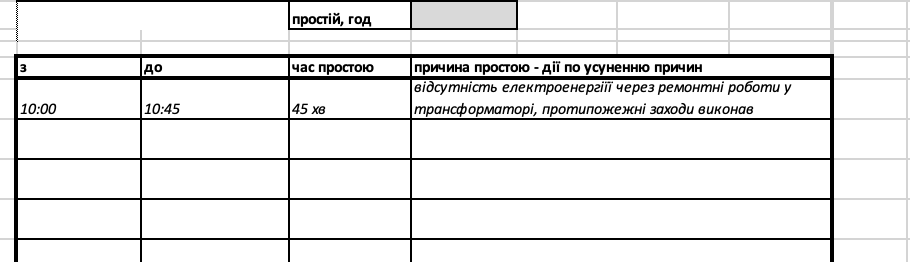 простій, год
з до час простою причина простою - дії по усуненню причин
відсутність електроенергіїї через ремонтні роботи у
10:00 10:45 45 хв трансформаторі, протипожежні заходи виконав